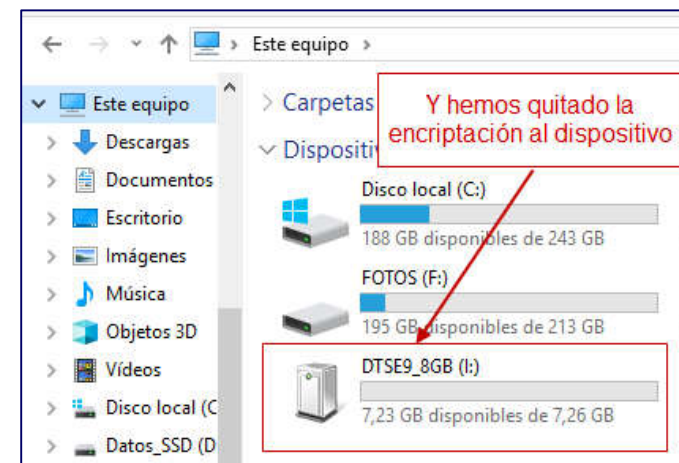 Este equipo
Este equipo
Descargas
Documentos
Escritorio
Imágenes
Música
Objetos 3D
Vídeos
Disco local (C
Datos_SSD (D
Carpetas
Dispositi
Y hemos quitado la
encriptación al dispositivo
Disco local (C:)
188 GB disponibles de 243 GB
FOTOS (F:)
195 GB disponibles de 213 GB
DTSE9_8GB (I:)
7,23 GB disponibles de 7,26 GB